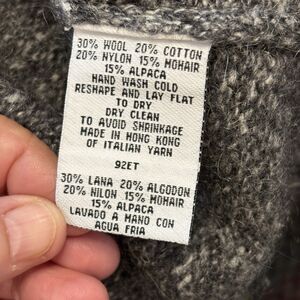 30% WOOL 20% COTTON
20% NYLON 15% MOHAIR
15% ALPACA
HAND WASH COLD
RESHAPE AND LAY FLAT
TO DRY
DRY CLEAN
TO AVOID SHRINKAGE
MADE IN HONG KONG
OF ITALIAN YARN
92ET
30% LANA 20% ALGODON
20% NILON 15% MOHAIR
15% ALPACA
LAVADO A MANO CON
AGUA FRIA